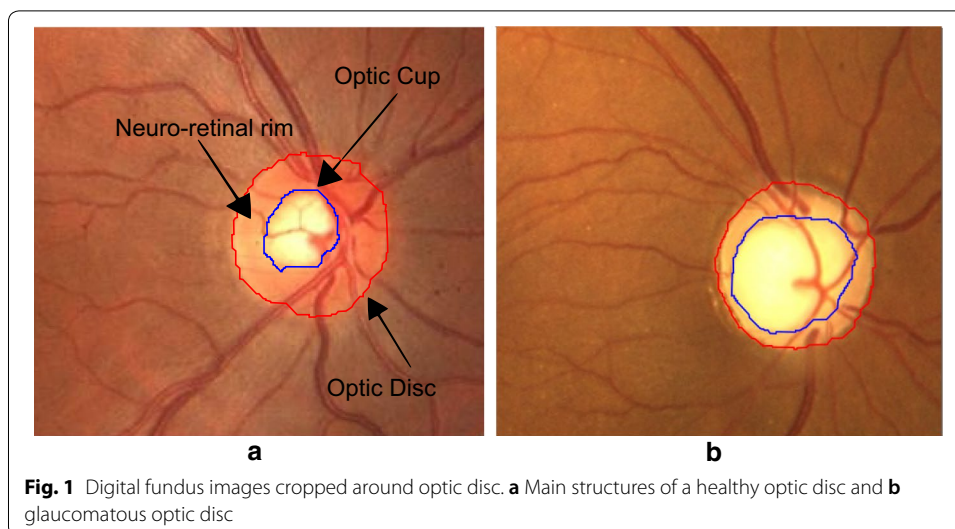 Optic Cup
Neuro-retinal rim
Optic Disc
a
b
Fig. 1 Digital fundus images cropped around optic disc. a Main structures of a healthy optic disc and b
glaucomatous optic disc